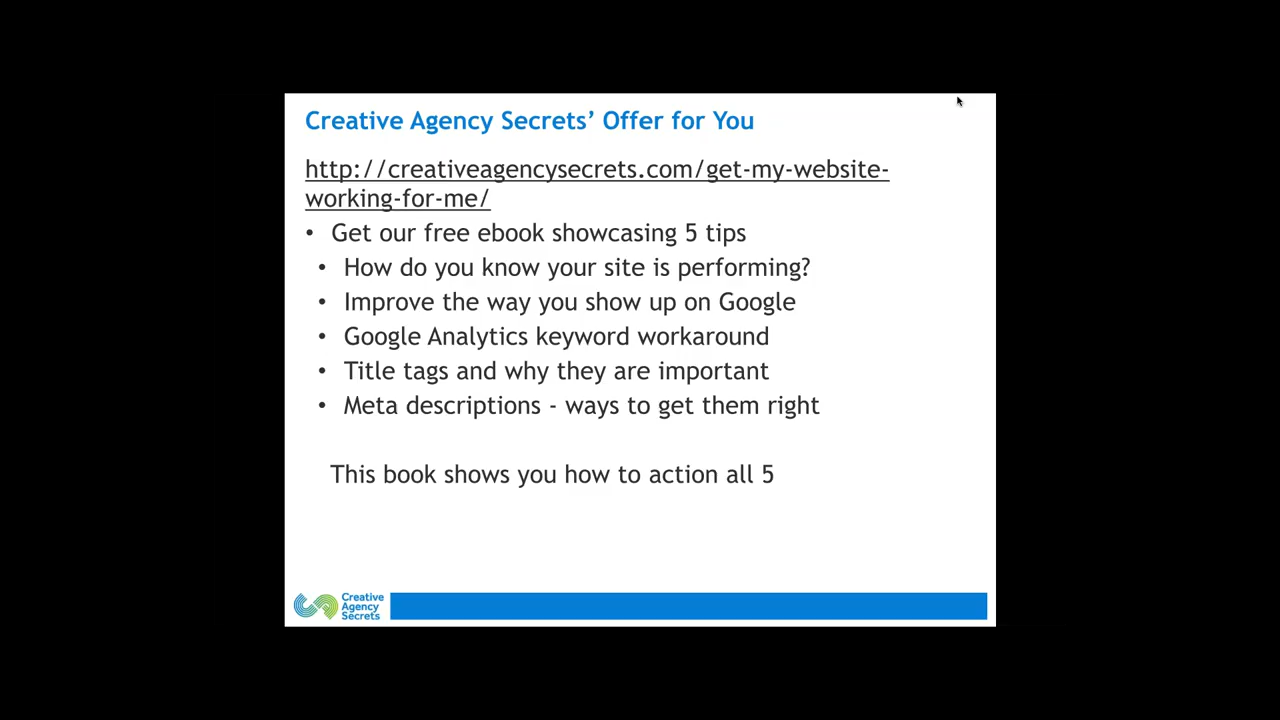 Creative Agency Secrets’ Offer for You
http://creativeagencysecrets.com/get-my-website-
working-for-me/
• Get our free ebook showcasing 5 tips
• How do you know your site is performing?
• Improve the way you show up on Google
• Google Analytics keyword workaround
• Title tags and why they are important
• Meta descriptions - ways to get them right
This book shows you how to action all 5
Creative
Agency
Secrets